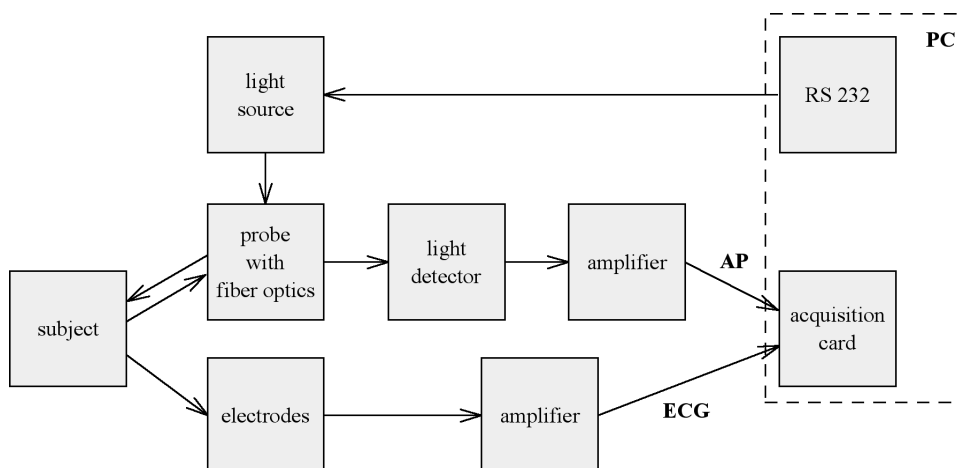 PC
light
source
RS 232
probe
with
fiber optics
light
detector
amplifier
AP
subject
acquisition
card
electrodes
amplifier
ECG